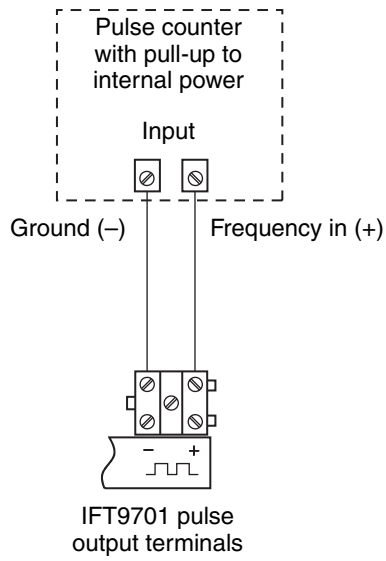 Pulse counter
with pull-up to
internal power
Input
Ground (–)
Frequency in (+)
– +
IFT9701 pulse
output terminals